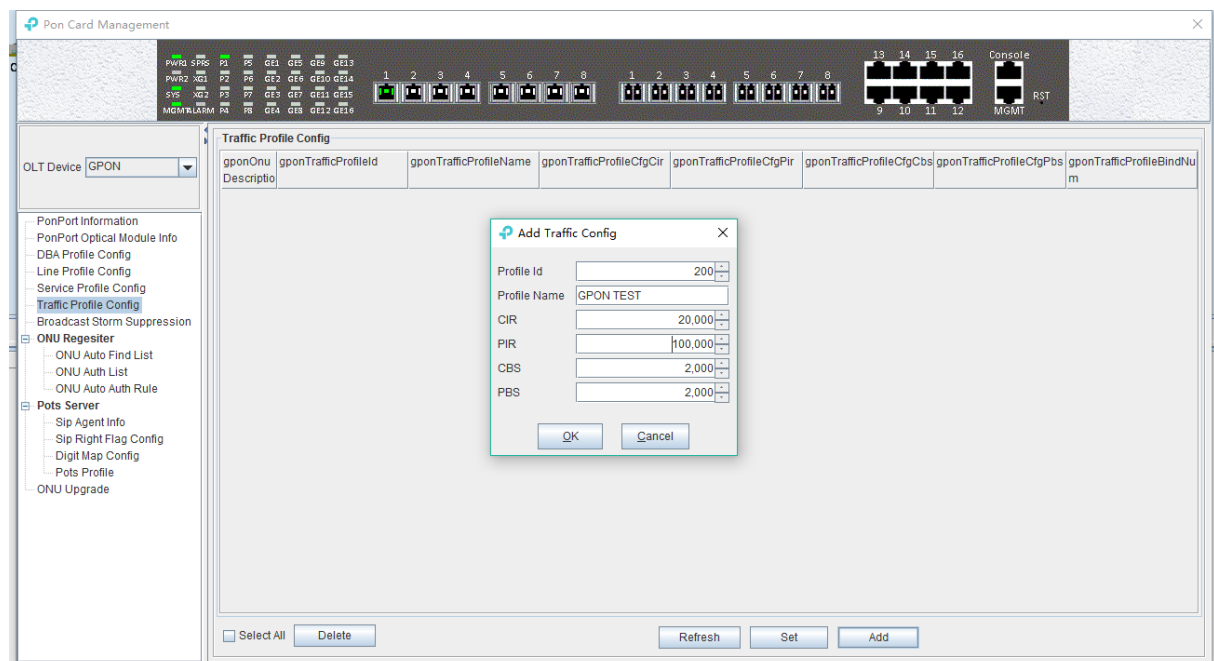 Pon Card Management
PWR1 SPRS P1 P5 GE1 GE5 GE9 GE13
PWR2 XG1 P2 P6 GE2 GE6 GE10 GE14
SYS XG2 P3 P7 GE3 GE7 GE11 GE15
MGMT ALARM P4 P8 GE4 GE8 GE12 GE16
1 2 3 4 5 6 7 8 1 2 3 4 5 6 7 8
13 14 15 16 Console
9 10 11 12 MGMT
RST
OLT Device GPON
PonPort Information
PonPort Optical Module Info
DBA Profile Config
Line Profile Config
Service Profile Config
Traffic Profile Config
Broadcast Storm Suppression
ONU Regesiter
ONU Auto Find List
ONU Auth List
ONU Auto Auth Rule
Pots Server
Sip Agent Info
Sip Right Flag Config
Digit Map Config
Pots Profile
ONU Upgrade
Traffic Profile Config
gponOnu gponTrafficProfileId gponTrafficProfileName gponTrafficProfileCfgCir gponTrafficProfileCfgPir gponTrafficProfileCfgCbs gponTrafficProfileCfgPbs gponTrafficProfileBindNu
Descriptio m
Add Traffic Config
Profile Id 200
Profile Name GPON TEST
CIR 20,000
PIR 100,000
CBS 2,000
PBS 2,000
OK Cancel
Select All Delete Refresh Set Add